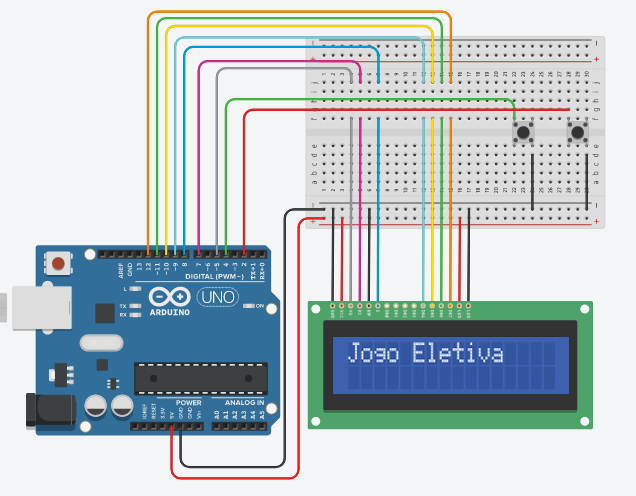 AREF
GND
13
12
~11
~10
~9
8
7
~6
~5
4
~3
2
TX→1
RX←0
DIGITAL (PWM~)
L
TX
RX
UNO
ON
ARDUINO
POWER
ANALOG IN
IOREF
RESET
3.3V
5V
GND
GND
Vin
A0
A1
A2
A3
A4
A5
Jogo Eletiva